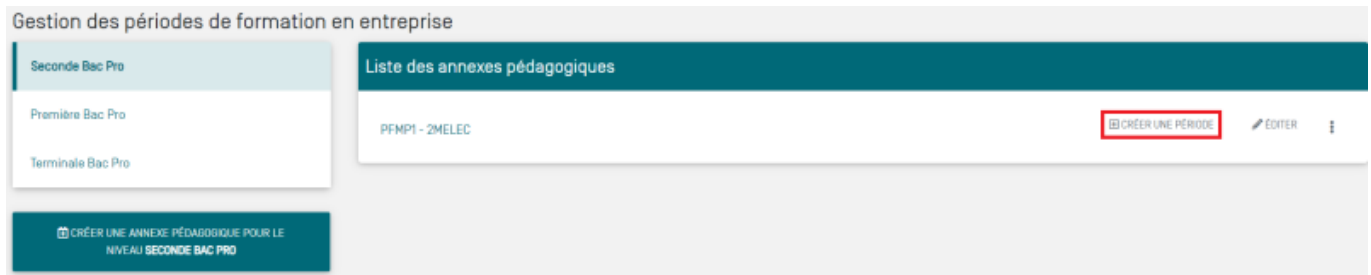 Gestion des périodes de formation en entreprise
Seconde Bac Pro
Première Bac Pro
Terminale Bac Pro
CRÉER UNE ANNEXE PÉDAGOGIQUE POUR LE
NIVEAU SECONDE BAC PRO
Liste des annexes pédagogiques
PFMP1 - 2MELEC
CRÉER UNE PÉRIODE
ÉDITER